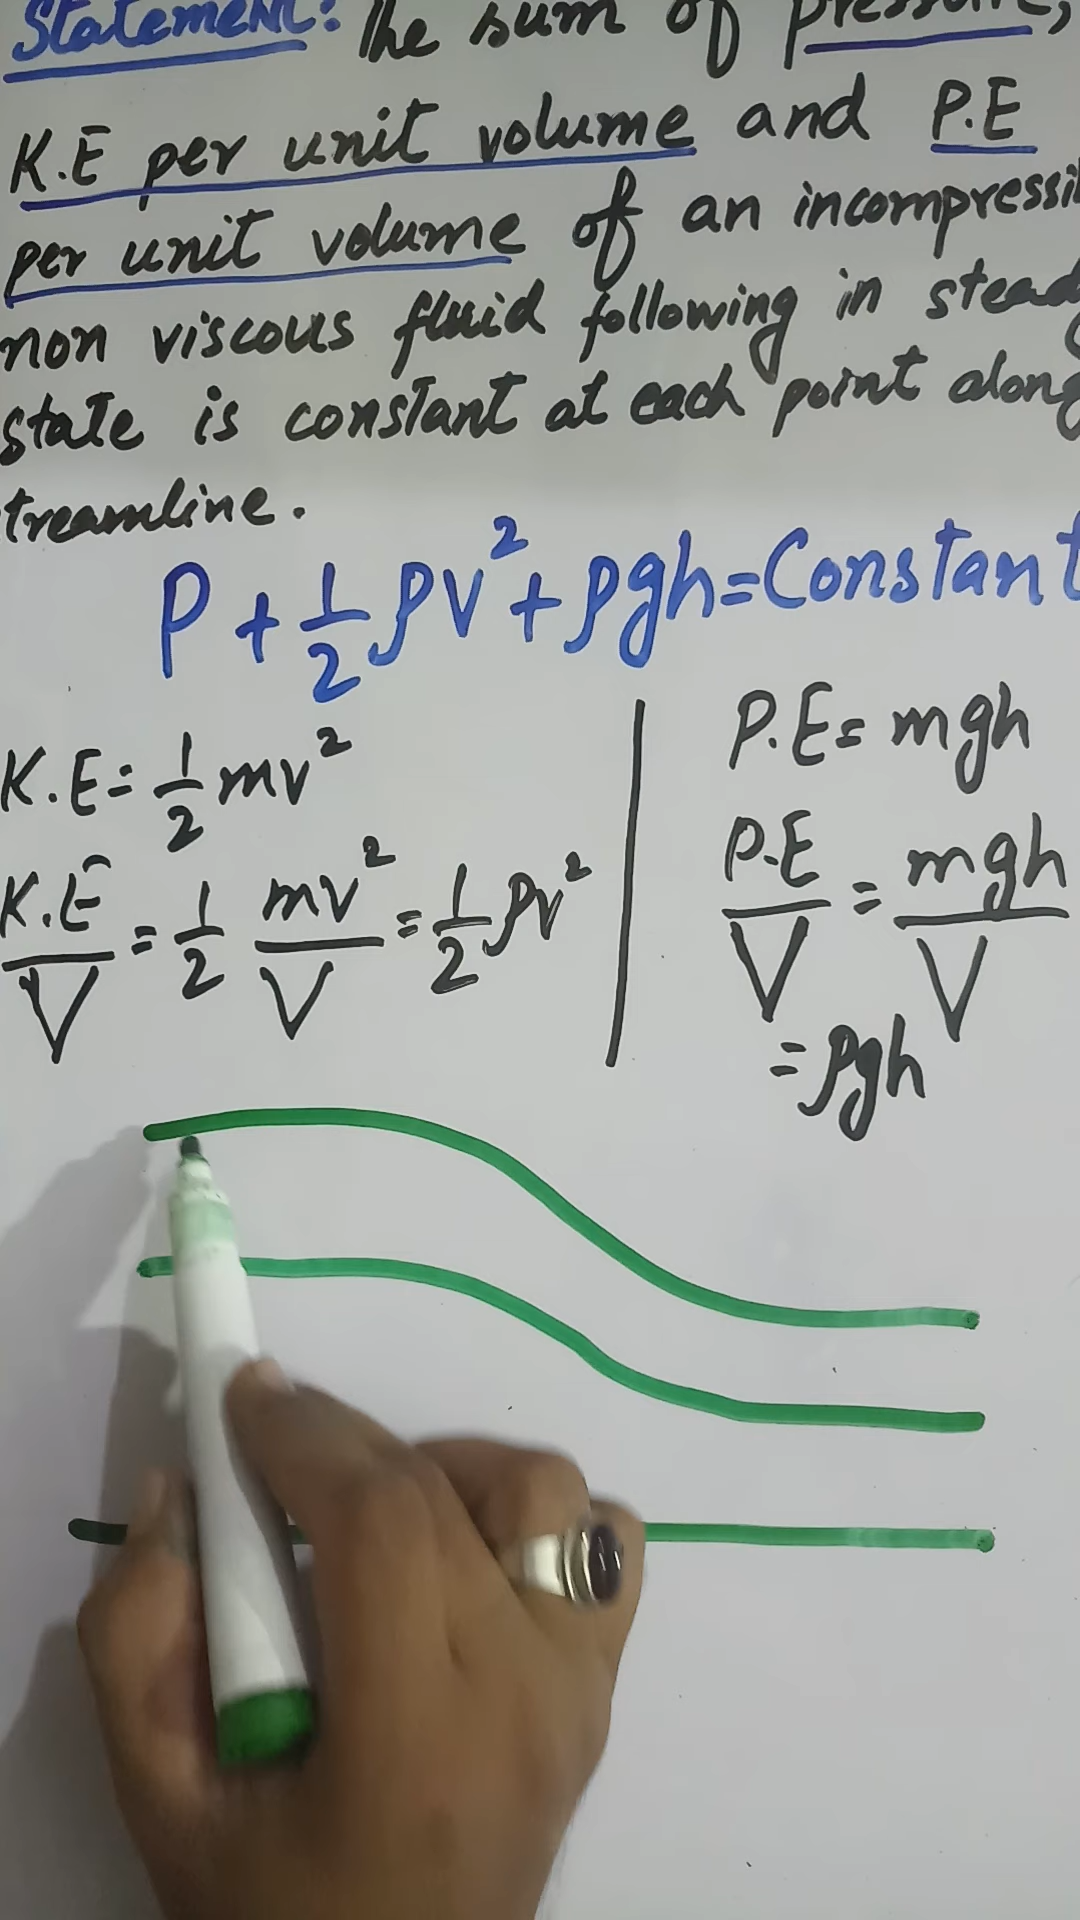 Statement: The sum of pressure,
K.E per unit volume and P.E
per unit volume of an incompressi
non viscous fluid following in stead
state is constant at each point along
treamline.
P + 1/2 ρv² + ρgh = Constant
K.E = 1/2 mv²
K.E/V = 1/2 mv²/V = 1/2 ρv²
P.E = mgh
P.E/V = mgh/V
= ρgh